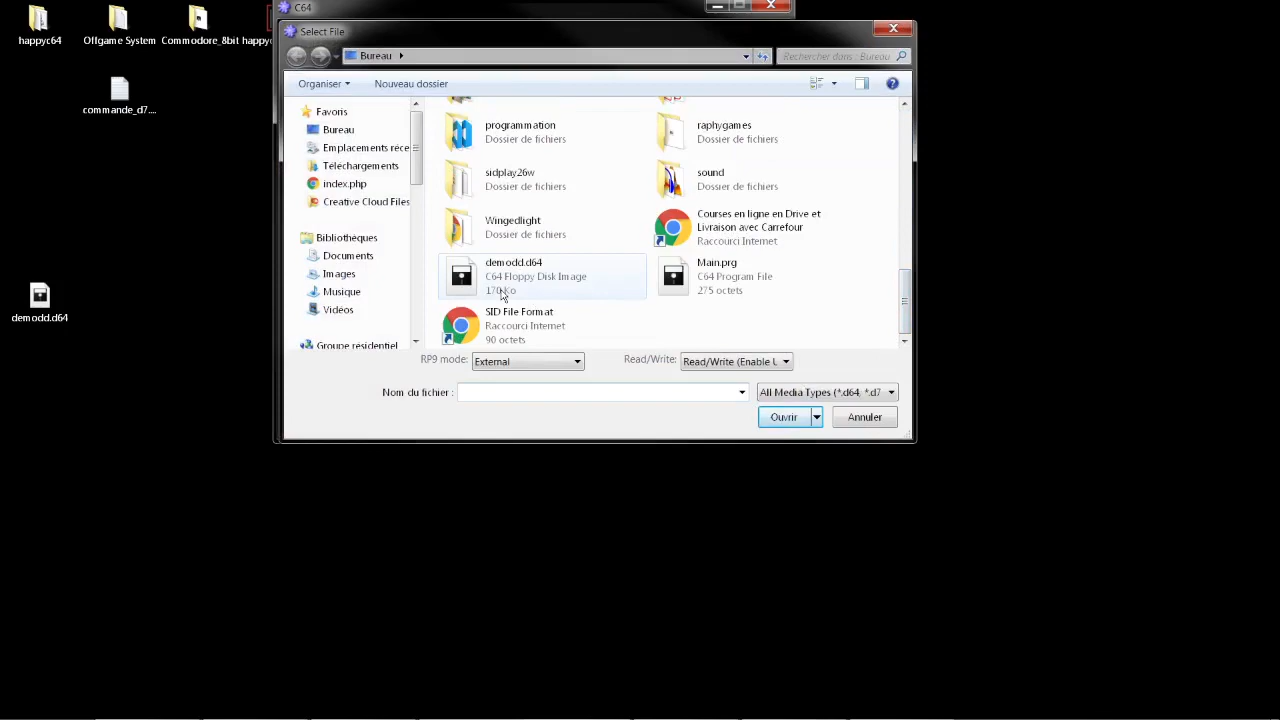 C64
Select File
Bureau
Rechercher dans : Bureau
Organiser
Nouveau dossier
Favoris
Bureau
Emplacements réce
Téléchargements
index.php
Creative Cloud Files
Bibliothèques
Documents
Images
Musique
Vidéos
Groupe résidentiel
programmation
Dossier de fichiers
raphygames
Dossier de fichiers
sidplay26w
Dossier de fichiers
sound
Dossier de fichiers
Wingedlight
Dossier de fichiers
Courses en ligne en Drive et
Livraison avec Carrefour
Raccourci Internet
demodd.d64
C64 Floppy Disk Image
170 Ko
Main.prg
C64 Program File
275 octets
SID File Format
Raccourci Internet
90 octets
RP9 mode: External
Read/Write: Read/Write (Enable U
Nom du fichier :
All Media Types (*.d64, *.d7
Ouvrir
Annuler
happyc64
Offgame System
Commodore_8bit
happyc
commande_d7....
demodd.d64